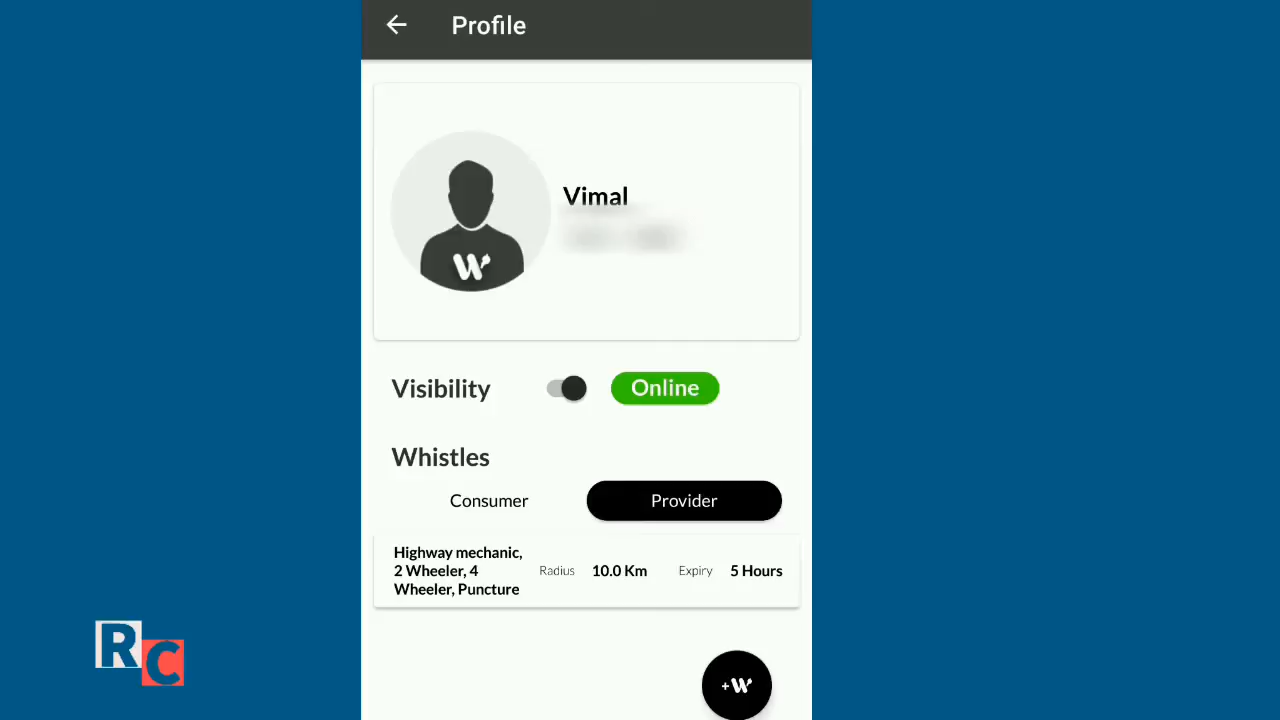 Profile
Vimal
Visibility
Online
Whistles
Consumer
Provider
Highway mechanic,
2 Wheeler, 4
Wheeler, Puncture
Radius
10.0 Km
Expiry
5 Hours
+W
RC